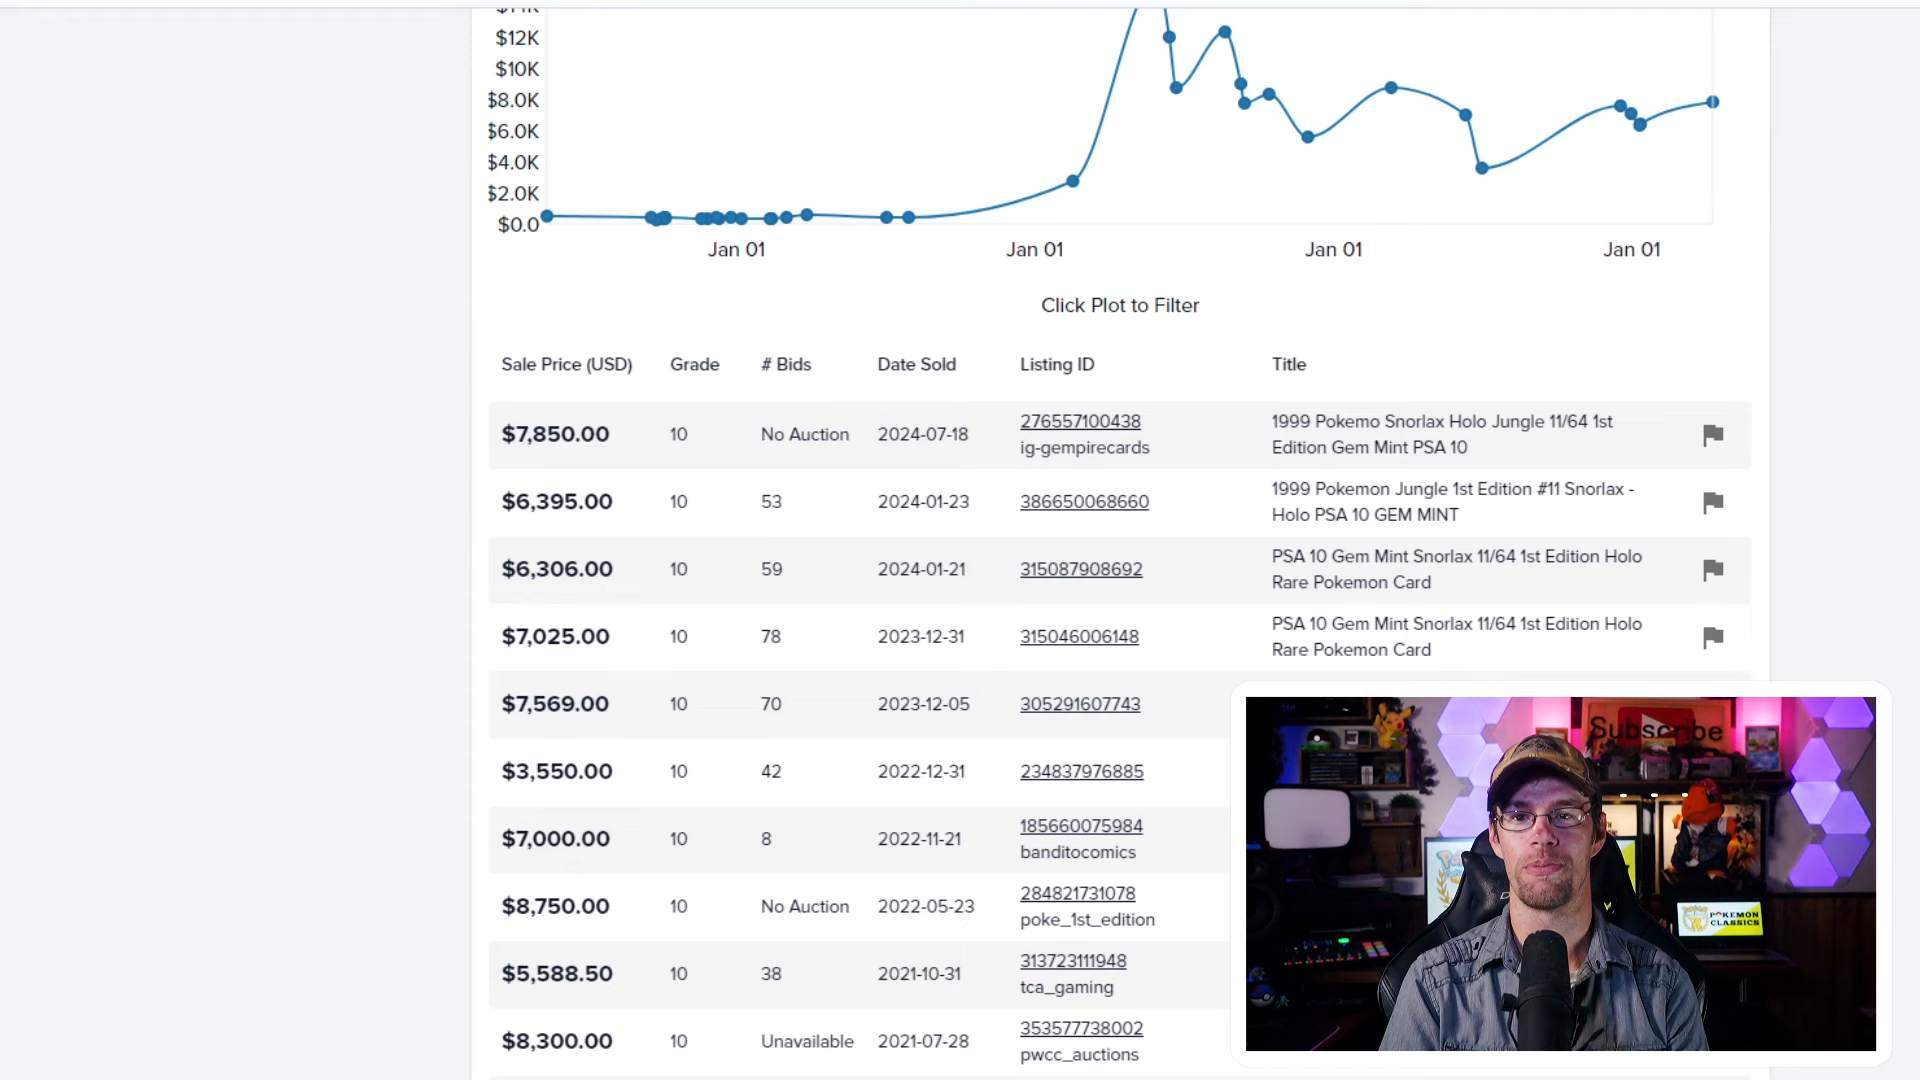 $12K
$10K
$8.0K
$6.0K
$4.0K
$2.0K
$0.0
Jan 01 Jan 01 Jan 01 Jan 01
Click Plot to Filter
Sale Price (USD) Grade # Bids Date Sold Listing ID Title
$7,850.00 10 No Auction 2024-07-18 276557100438 ig-gempirecards 1999 Pokemo Snorlax Holo Jungle 11/64 1st
Edition Gem Mint PSA 10
$6,395.00 10 53 2024-01-23 386650068660 1999 Pokemon Jungle 1st Edition #11 Snorlax -
Holo PSA 10 GEM MINT
$6,306.00 10 59 2024-01-21 315087908692 PSA 10 Gem Mint Snorlax 11/64 1st Edition Holo
Rare Pokemon Card
$7,025.00 10 78 2023-12-31 315046006148 PSA 10 Gem Mint Snorlax 11/64 1st Edition Holo
Rare Pokemon Card
$7,569.00 10 70 2023-12-05 305291607743
$3,550.00 10 42 2022-12-31 234837976885
$7,000.00 10 8 2022-11-21 185660075984
banditocomics
$8,750.00 10 No Auction 2022-05-23 284821731078
poke_1st_edition
$5,588.50 10 38 2021-10-31 313723111948
tca_gaming
$8,300.00 10 Unavailable 2021-07-28 353577738002
pwcc_auctions
Subscribe
POKEMON
CLASSICS